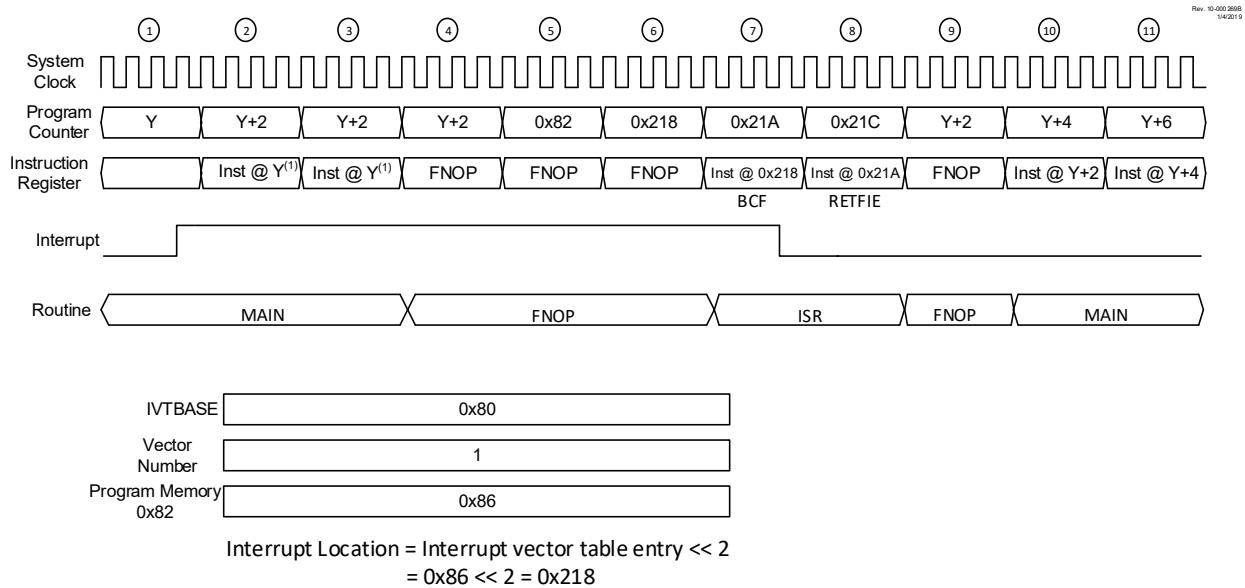 Rev. 10-000 269B
1/4/2019
1 2 3 4 5 6 7 8 9 10 11
System
Clock
Program
Counter
Y Y+2 Y+2 Y+2 0x82 0x218 0x21A 0x21C Y+2 Y+4 Y+6
Instruction
Register
Inst @ Y(1) Inst @ Y(1) FNOP FNOP FNOP Inst @ 0x218 Inst @ 0x21A FNOP Inst @ Y+2 Inst @ Y+4
BCF RETFIE
Interrupt
Routine MAIN FNOP ISR FNOP MAIN
IVTBASE 0x80
Vector
Number
1
Program Memory
0x82
0x86
Interrupt Location = Interrupt vector table entry << 2
= 0x86 << 2 = 0x218